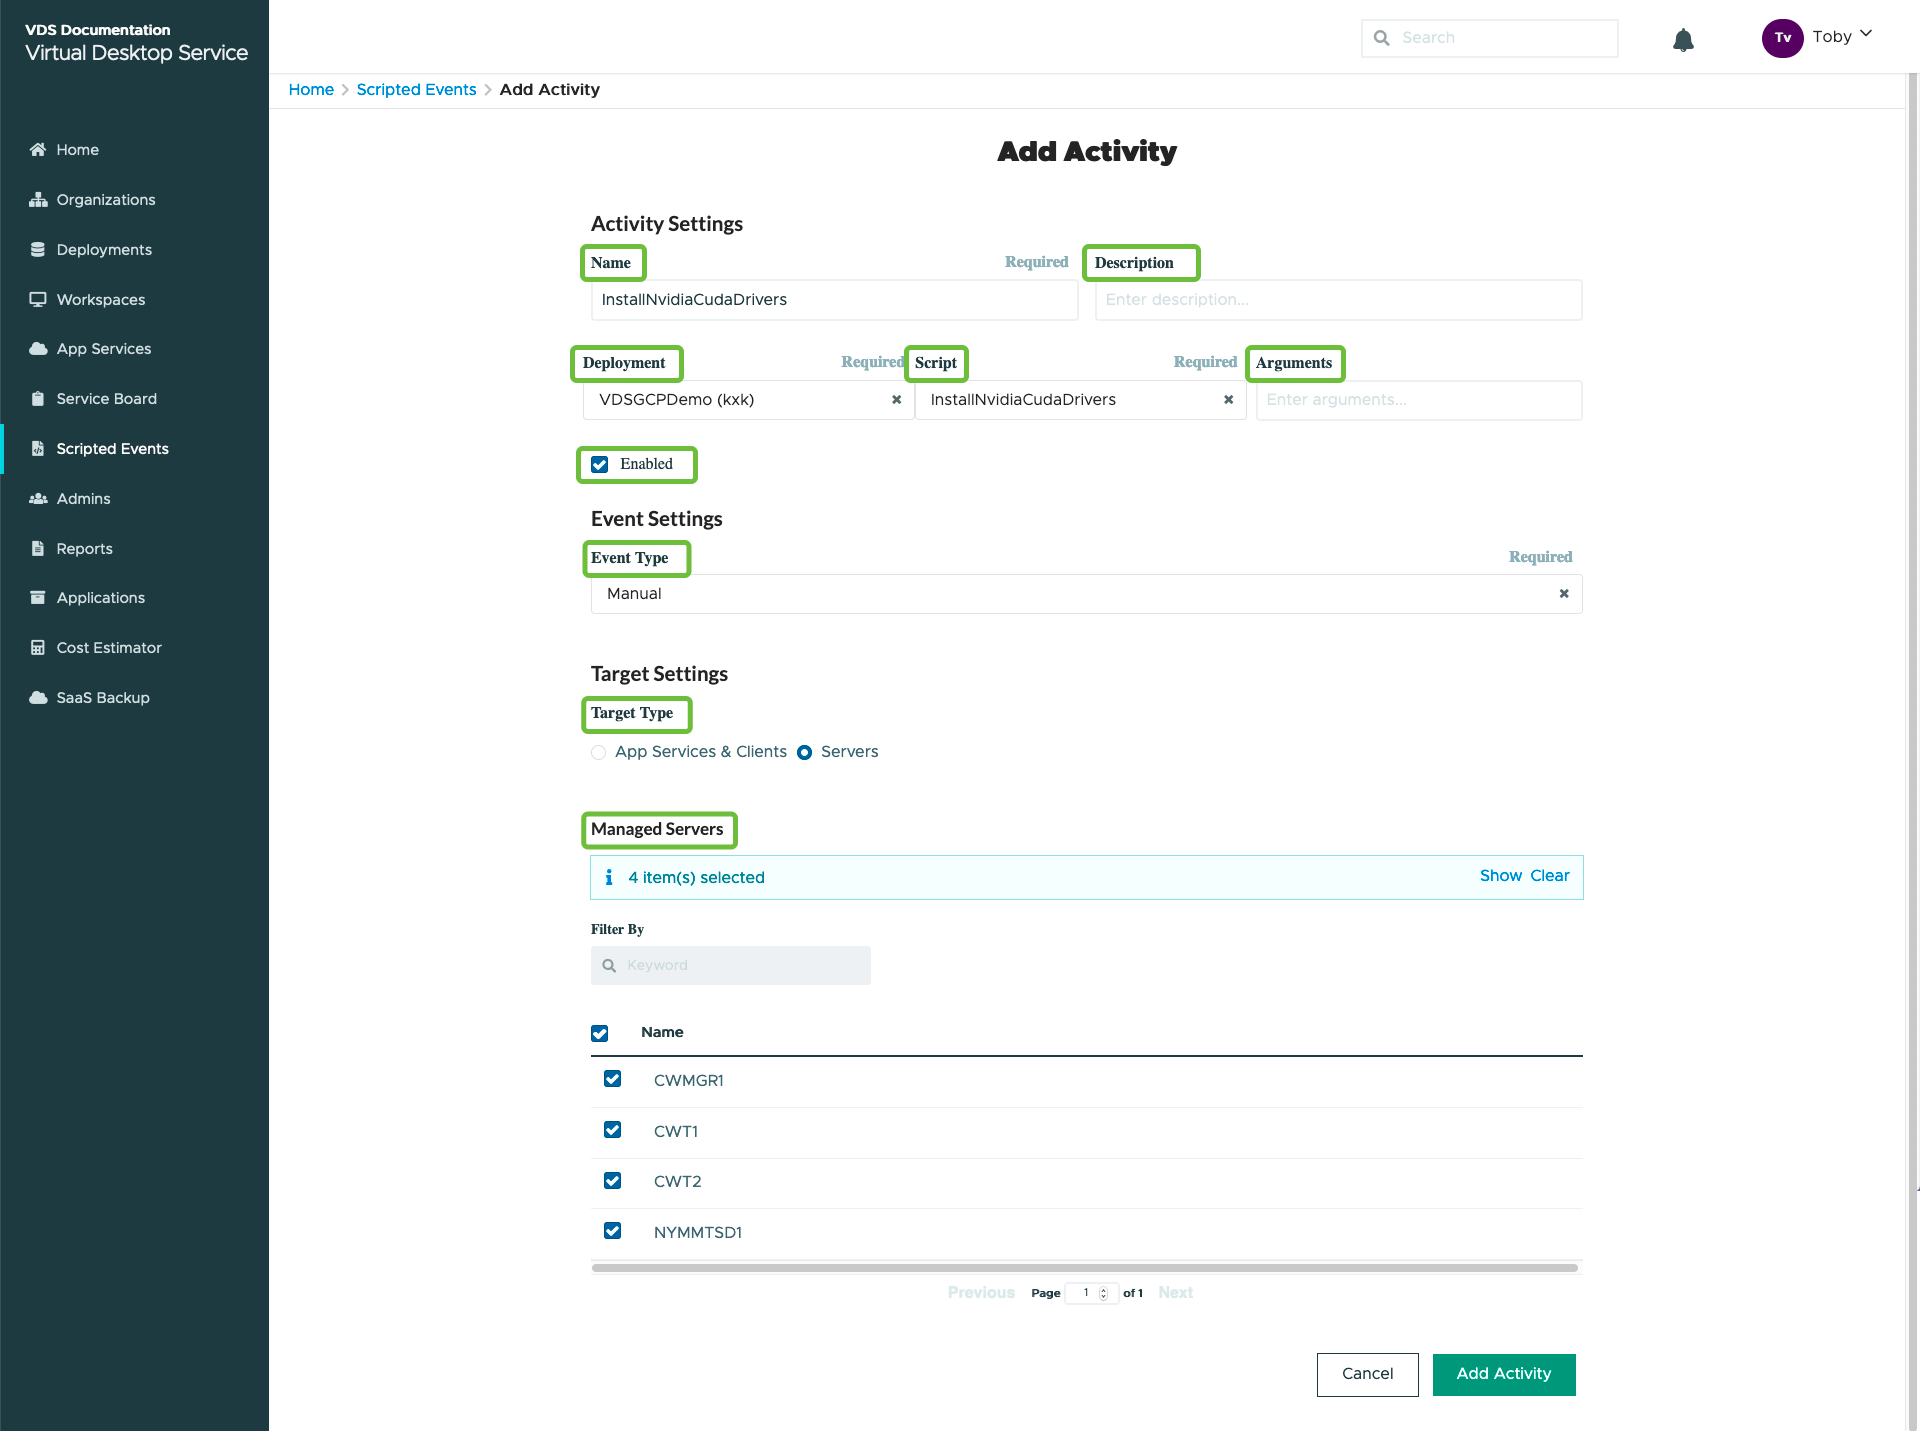 VDS Documentation
Virtual Desktop Service
Search
Tv
Toby
Home
Organizations
Deployments
Workspaces
App Services
Service Board
Scripted Events
Admins
Reports
Applications
Cost Estimator
SaaS Backup
Home > Scripted Events > Add Activity
Add Activity
Activity Settings
Name Required Description
InstallNvidiaCudaDrivers Enter description...
Deployment Required Script Required Arguments
VDSGCPDemo (kxk) InstallNvidiaCudaDrivers Enter arguments...
Enabled
Event Settings
Event Type Required
Manual
Target Settings
Target Type
App Services & Clients Servers
Managed Servers
4 item(s) selected Show Clear
Filter By
Keyword
Name
CWMGR1
CWT1
CWT2
NYMMTSD1
Previous Page 1 of 1 Next
Cancel Add Activity